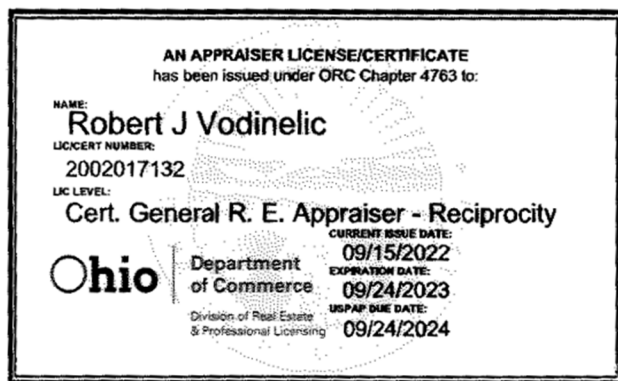 AN APPRAISER LICENSE/CERTIFICATE
has been issued under ORC Chapter 4763 to:
NAME:
Robert J Vodinelic
LIC/CERT NUMBER:
2002017132
LIC LEVEL:
Cert. General R. E. Appraiser - Reciprocity
CURRENT ISSUE DATE:
09/15/2022
EXPIRATION DATE:
09/24/2023
USPAP DUE DATE:
09/24/2024
Ohio
Department
of Commerce
Division of Real Estate
& Professional Licensing